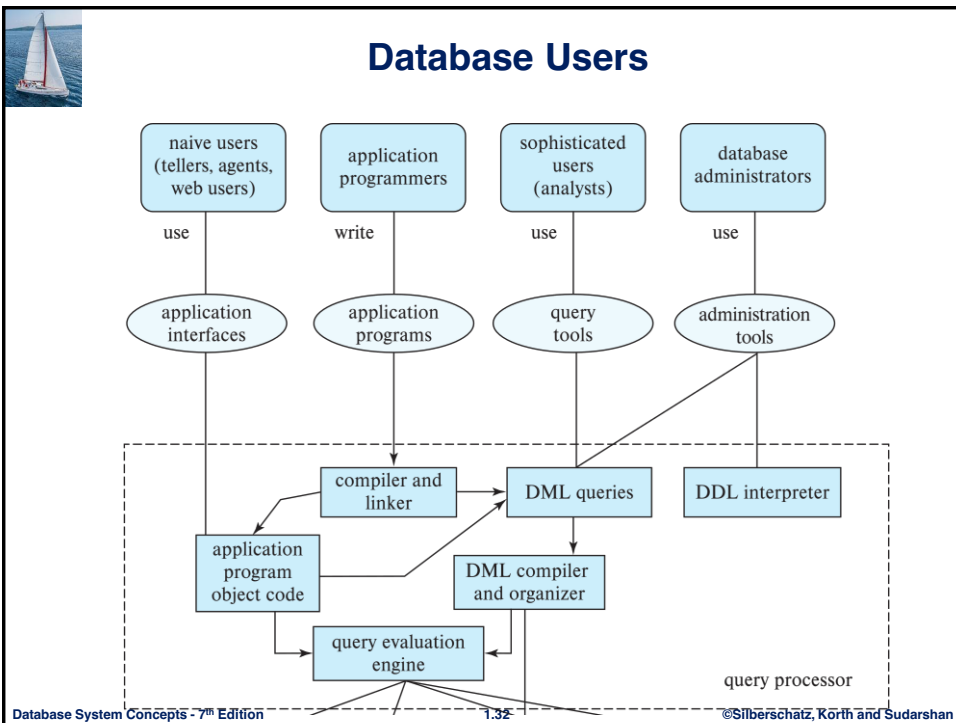 Database Users
naive users
(tellers, agents,
web users)
application
programmers
sophisticated
users
(analysts)
database
administrators
use
write
use
use
application
interfaces
application
programs
query
tools
administration
tools
compiler and
linker
DML queries
DDL interpreter
application
program
object code
DML compiler
and organizer
query evaluation
engine
query processor
Database System Concepts - 7th Edition
1.32
©Silberschatz, Korth and Sudarshan